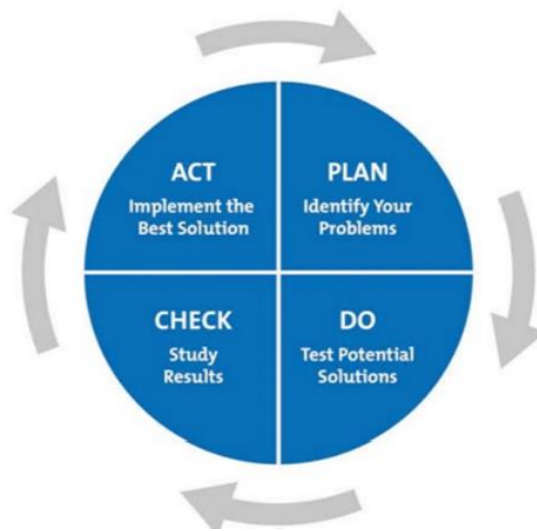 ACT
Implement the
Best Solution
PLAN
Identify Your
Problems
CHECK
Study
Results
DO
Test Potential
Solutions